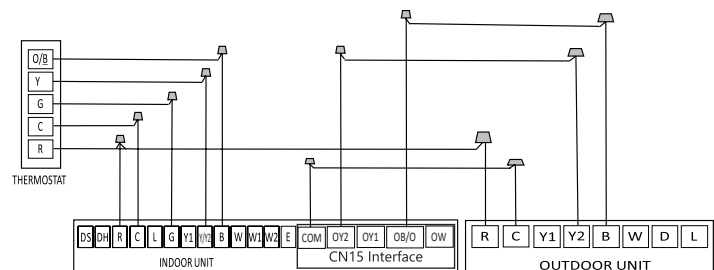 O/B
Y
G
C
R
THERMOSTAT
DS DH R C L G Y1 Y/Y2 B W W1 W2 E COM OY2 OY1 OB/O OW
CN15 Interface
INDOOR UNIT
R C Y1 Y2 B W D L
OUTDOOR UNIT